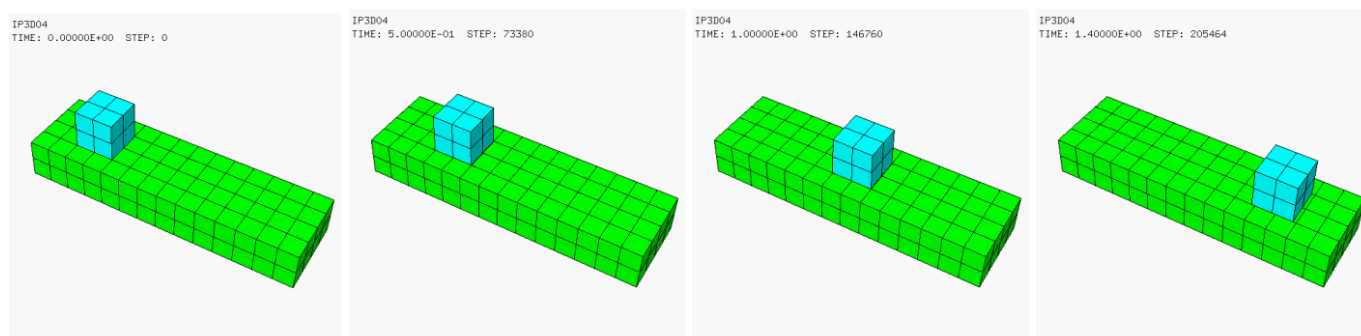 IP3D04
TIME: 0.00000E+00 STEP: 0
IP3D04
TIME: 5.00000E-01 STEP: 73380
IP3D04
TIME: 1.00000E+00 STEP: 146760
IP3D04
TIME: 1.40000E+00 STEP: 205464